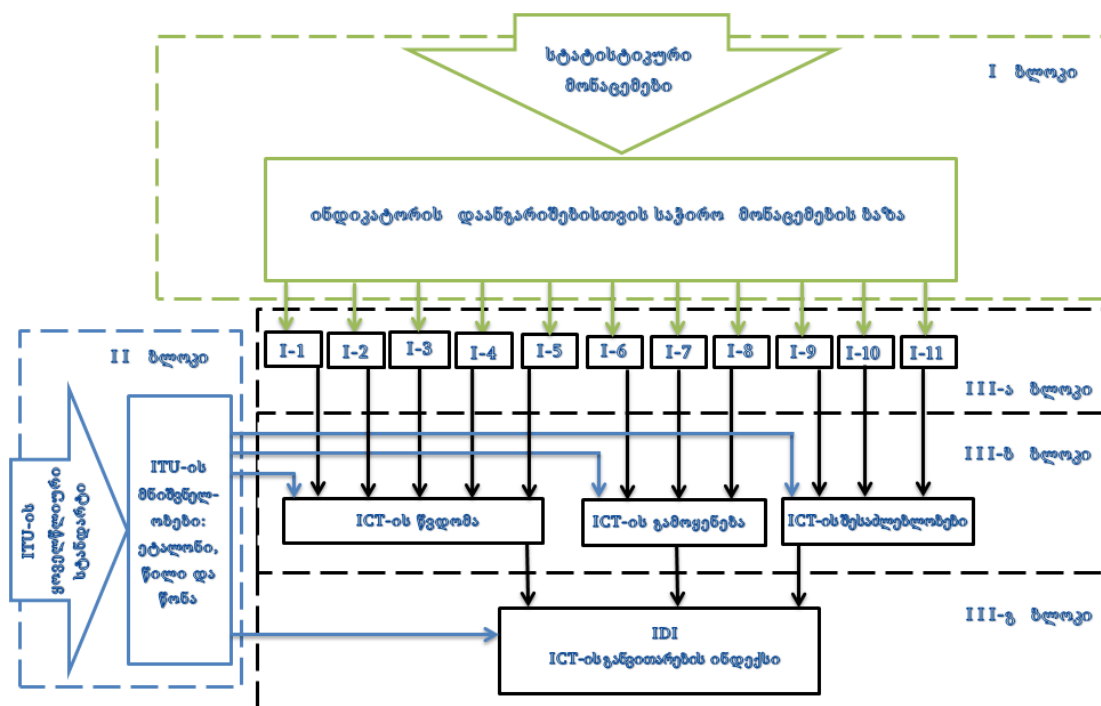 სტატისტიკური
მონაცემები
I ბლოკი
ინდიკატორის დაანგარიშებისთვის საჭირო მონაცემების ბაზა
I-1 I-2 I-3 I-4 I-5 I-6 I-7 I-8 I-9 I-10 I-11
II ბლოკი
III-ა ბლოკი
III-ბ ბლოკი
ITU-ის
ყოველწლიური
სტანდარტი
ITU-ის
მნიშვნელ-
ობები:
ეტალონი,
წილი და
წონა
ICT-ის წვდომა
ICT-ის გამოყენება
ICT-ის შესაძლებლობები
III-გ ბლოკი
IDI
ICT-ის განვითარების ინდექსი